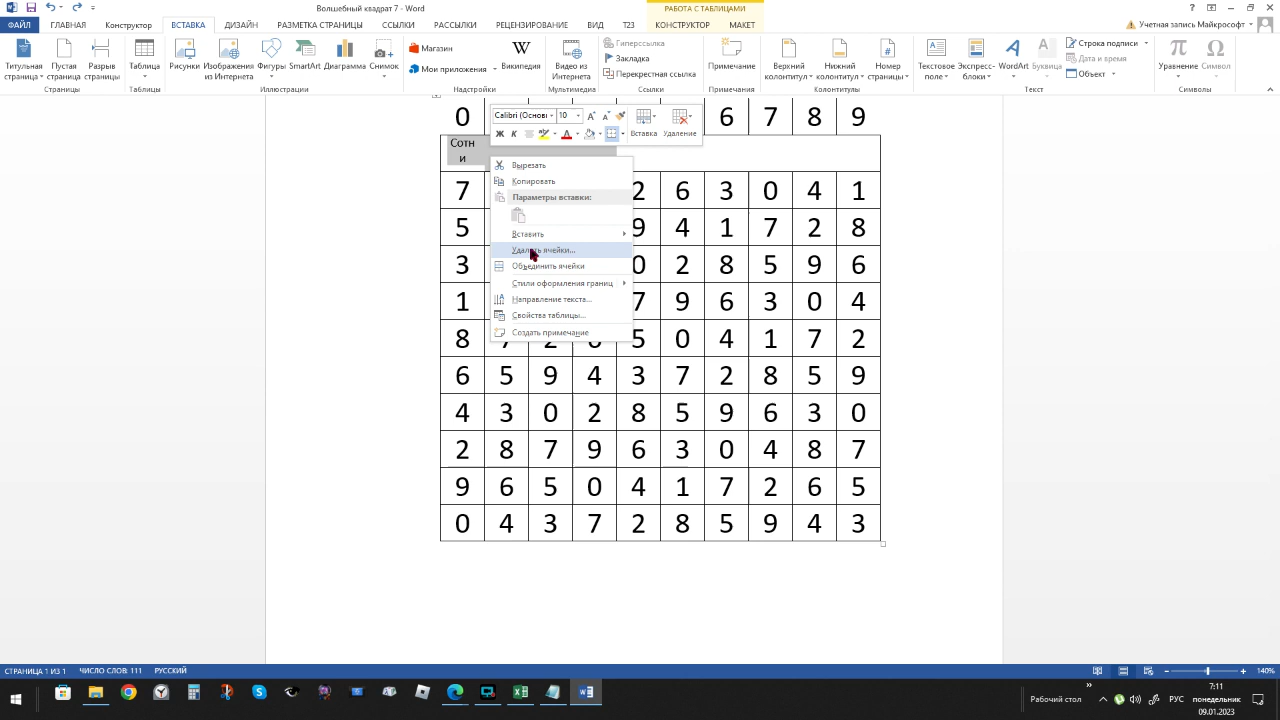 Волшебный квадрат 7 - Word
РАБОТА С ТАБЛИЦАМИ
ФАЙЛ ГЛАВНАЯ Конструктор ВСТАВКА ДИЗАЙН РАЗМЕТКА СТРАНИЦЫ ССЫЛКИ РАССЫЛКИ РЕЦЕНЗИРОВАНИЕ ВИД T23 КОНСТРУКТОР МАКЕТ Учетная запись Майкрософт
Титульная страница
Пустая страница
Разрыв страницы
Страницы
Таблица
Таблицы
Рисунки
Изображения из Интернета
Фигуры
SmartArt
Диаграмма
Снимок
Иллюстрации
Магазин
Мои приложения
Википедия
Надстройки
Видео из Интернета
Мультимедиа
Гиперссылка
Закладка
Перекрестная ссылка
Ссылки
Примечание
Примечания
Верхний колонтитул
Нижний колонтитул
Номер страницы
Колонтитулы
Текстовое поле
Экспресс-блоки
WordArt
Буквица
Строка подписи
Дата и время
Объект
Текст
Уравнение
Символ
Символы
0 6 7 8 9
Calibri (Основ 10
Ж К
Вставка Удаление
Сотн
и
Вырезать
Копировать
Параметры вставки:
Вставить
Удалить ячейки...
Объединить ячейки
Стили оформления границ
Направление текста...
Свойства таблицы...
Создать примечание
7 2 6 3 0 4 1
5 9 4 1 7 2 8
3 0 2 8 5 9 6
1 7 9 6 3 0 4
8 7 2 6 5 0 4 1 7 2
6 5 9 4 3 7 2 8 5 9
4 3 0 2 8 5 9 6 3 0
2 8 7 9 6 3 0 4 8 7
9 6 5 0 4 1 7 2 6 5
0 4 3 7 2 8 5 9 4 3
СТРАНИЦА 1 ИЗ 1 ЧИСЛО СЛОВ: 111 РУССКИЙ 140%
Рабочий стол
РУС
7:11
понедельник
09.01.2023